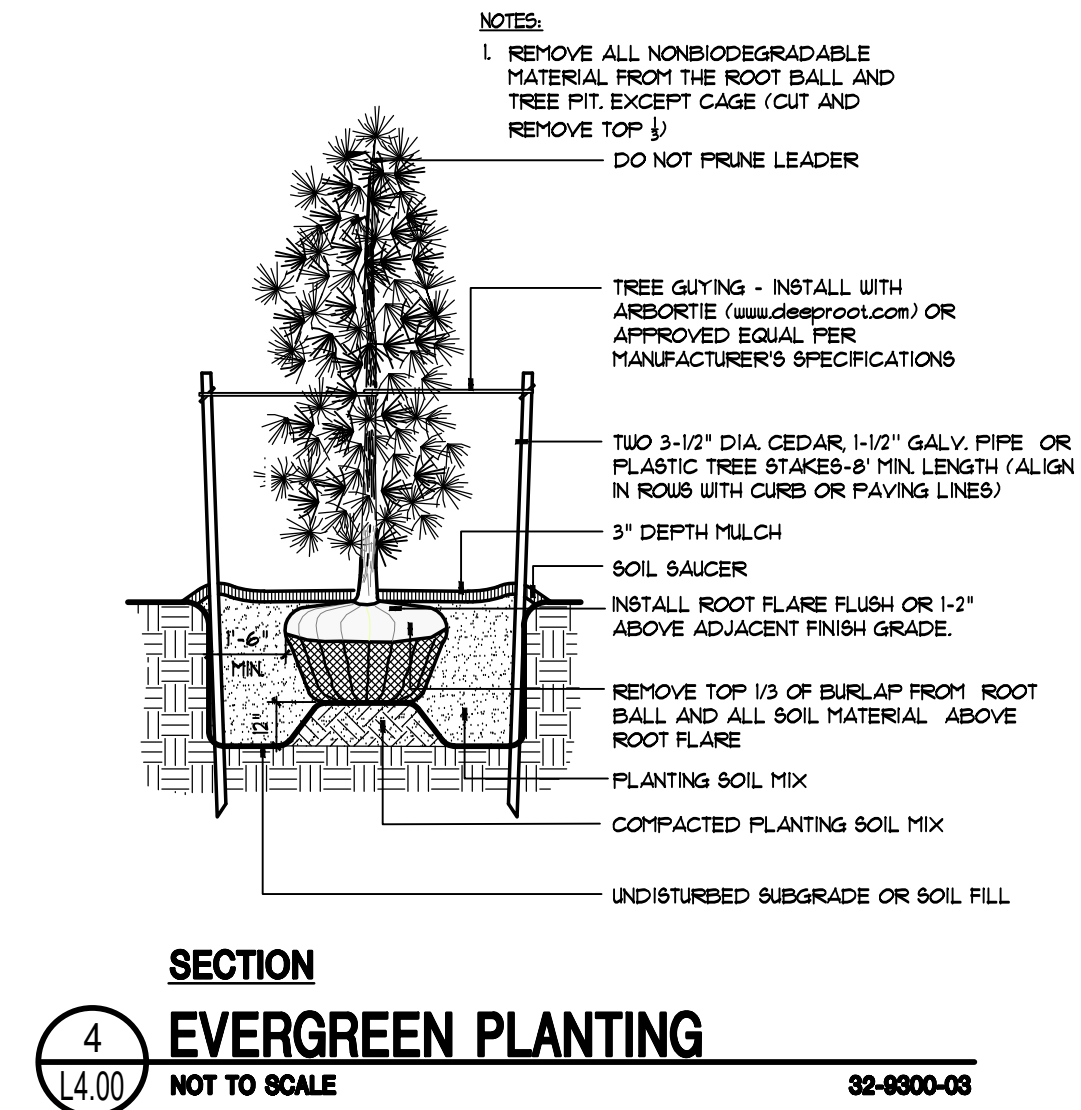 NOTES:
1. REMOVE ALL NONBIODEGRADABLE
MATERIAL FROM THE ROOT BALL AND
TREE PIT. EXCEPT CAGE (CUT AND
REMOVE TOP ⅓)
DO NOT PRUNE LEADER
TREE GUYING - INSTALL WITH
ARBORTIE (www.deeproot.com) OR
APPROVED EQUAL PER
MANUFACTURER'S SPECIFICATIONS
TWO 3-1/2" DIA. CEDAR, 1-1/2'' GALV. PIPE OR
PLASTIC TREE STAKES-8' MIN. LENGTH (ALIGN
IN ROWS WITH CURB OR PAVING LINES)
3" DEPTH MULCH
SOIL SAUCER
INSTALL ROOT FLARE FLUSH OR 1-2"
ABOVE ADJACENT FINISH GRADE.
1'-6"
MIN.
12"
REMOVE TOP 1/3 OF BURLAP FROM ROOT
BALL AND ALL SOIL MATERIAL ABOVE
ROOT FLARE
PLANTING SOIL MIX
COMPACTED PLANTING SOIL MIX
UNDISTURBED SUBGRADE OR SOIL FILL
SECTION
4
EVERGREEN PLANTING
L4.00
NOT TO SCALE
32-9300-03